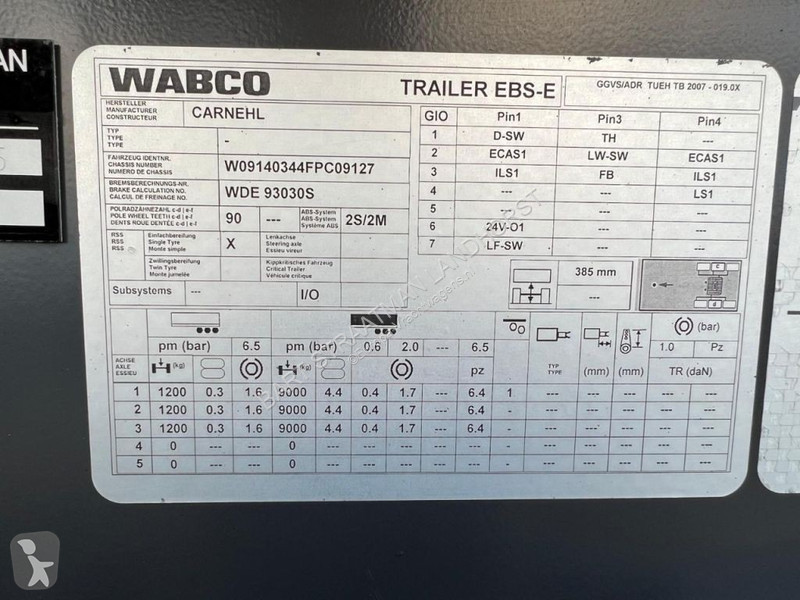 AN
5
WABCO
TRAILER EBS-E
GGVS/ADR TUEH TB 2007 - 019.0X
HERSTELLER
MANUFACTURER
CONSTRUCTEUR
CARNEHL
TYP
TYPE
TYPE
-
FAHRZEUG IDENTNR.
CHASSIS NUMBER
NUMÉRO DE CHASSIS
W09140344FPC09127
BREMSBERECHNUNGS-NR.
BRAKE CALCULATION NO.
CALCUL DE FREINAGE NO.
WDE 93030S
POLRADZÄHNEZAHL c-d | e-f
POLE WHEEL TEETH c-d | e-f
DENTS ROUE DENTÉE c-d | e-f
90 ---
ABS-System
ABS-System
Système ABS
2S/2M
RSS Einfachbereifung
RSS Single Tyre
RSS Monte simple
X
Lenkachse
Steering axle
Essieu vireur
Zwillingsbereifung
Twin Tyre
Monte jumelée
Kippkritisches Fahrzeug
Critical Trailer
Véhicule critique
Subsystems --- I/O
GIO Pin1 Pin3 Pin4
1 D-SW TH ---
2 ECAS1 LW-SW ECAS1
3 ILS1 FB ILS1
4 --- --- LS1
5 --- --- ---
6 24V-O1 --- ---
7 LF-SW --- ---
385 mm
---
c d
e f
pm (bar) 6.5 pm (bar) 0.6 2.0 --- 6.5 (bar)
1.0 Pz
ACHSE
AXLE
ESSIEU
(kg) (kg) pz TYP
TYPE
(mm) (mm) TR (daN)
1 1200 0.3 1.6 9000 4.4 0.4 1.7 --- 6.4 1 --- --- --- --- ---
2 1200 0.3 1.6 9000 4.4 0.4 1.7 --- 6.4 - --- --- --- --- ---
3 1200 0.3 1.6 9000 4.4 0.4 1.7 --- 6.4 - --- --- --- --- ---
4 0 --- --- 0 --- --- --- --- --- - --- --- --- --- ---
5 0 --- --- 0 --- --- --- --- --- - --- --- --- --- ---